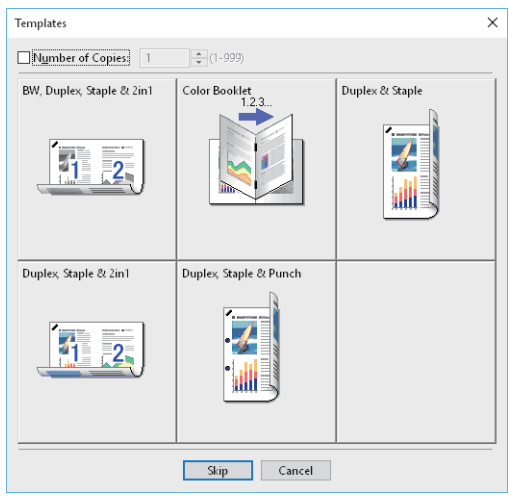 Templates
Number of Copies: 1 (1-999)
BW, Duplex, Staple & 2in1
Color Booklet
Duplex & Staple
1.2.3...
1 2
Duplex, Staple & 2in1
Duplex, Staple & Punch
1 2
Skip
Cancel